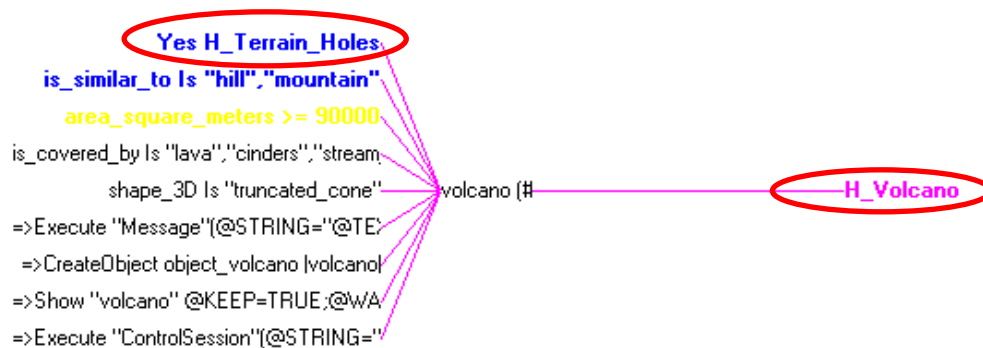 Yes H_Terrain_Holes
is_similar_to Is "hill","mountain"
area_square_meters >= 90000
is_covered_by Is "lava","cinders","stream
shape_3D Is "truncated_cone"
volcano (#
H_Volcano
=>Execute "Message"(@STRING="@TE
=>CreateObject object_volcano |volcano|
=>Show "volcano" @KEEP=TRUE;@WA
=>Execute "ControlSession"(@STRING="